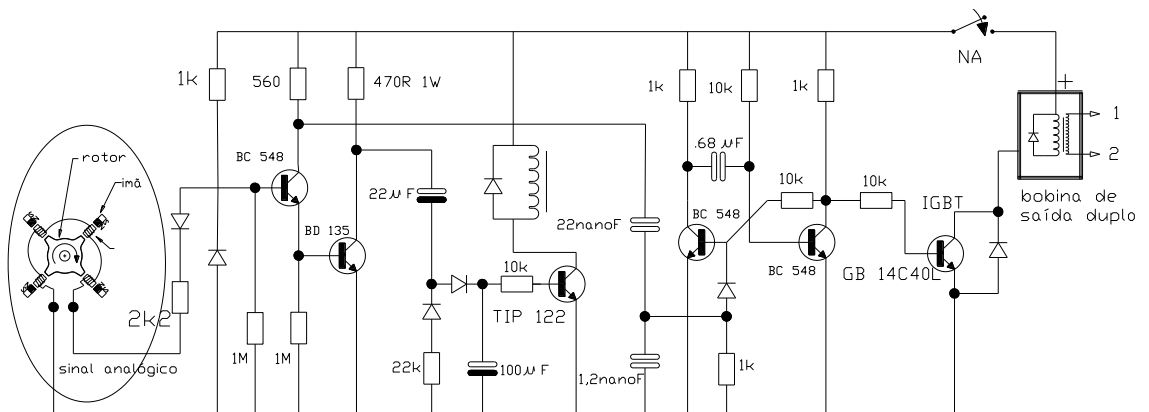 NA
1k
560
470R 1W
1k
10k
1k
+
1
2
rotor
BC 548
.68 µF
imã
22µF
10k
10k
IGBT
bobina de
saída duplo
BD 135
22nanoF
BC 548
BC 548
GB 14C40L
10k
2k2
TIP 122
1M
1M
22k
100µF
1,2nanoF
1k
sinal analógico